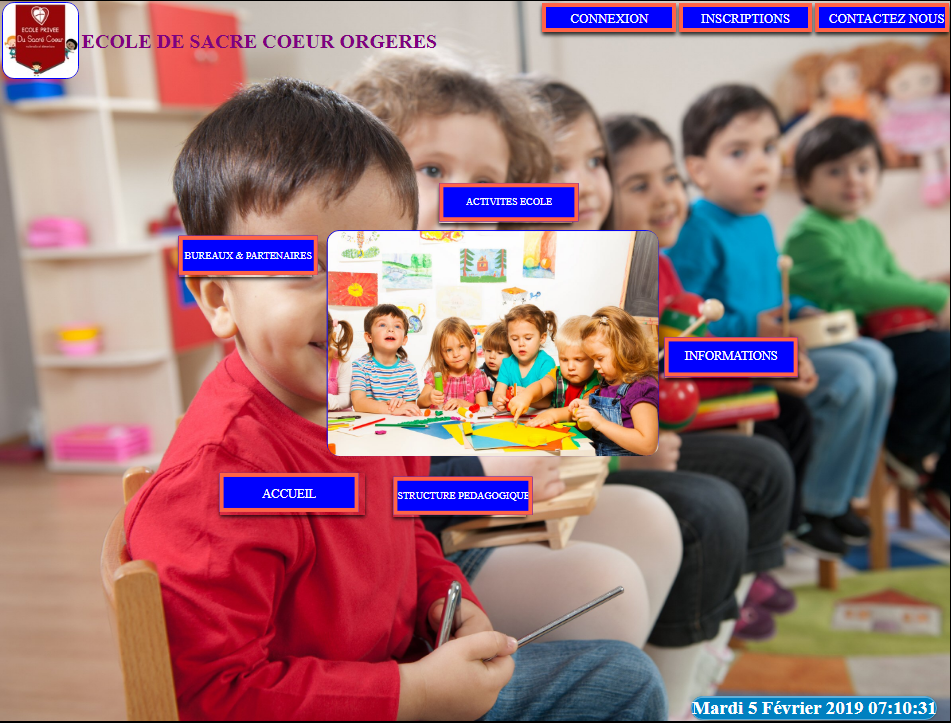 CONNEXION
INSCRIPTIONS
CONTACTEZ NOUS
ECOLE PRIVEE
Du Sacré Coeur
ECOLE DE SACRE COEUR ORGERES
ACTIVITES ECOLE
BUREAUX & PARTENAIRES
INFORMATIONS
ACCUEIL
STRUCTURE PEDAGOGIQUE
Mardi 5 Février 2019 07:10:31